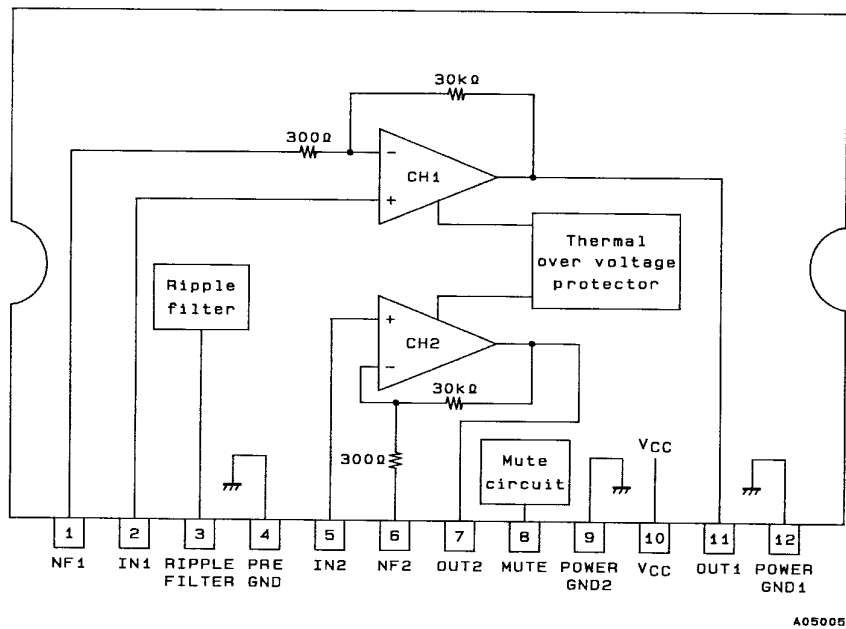 30kΩ
300Ω
−
CH1
+
Thermal
over voltage
protector
Ripple
filter
+
CH2
−
30kΩ
300Ω
Mute
circuit
VCC
1 2 3 4 5 6 7 8 9 10 11 12
NF1 IN1 RIPPLE FILTER PRE GND IN2 NF2 OUT2 MUTE POWER GND2 VCC OUT1 POWER GND1
A05005